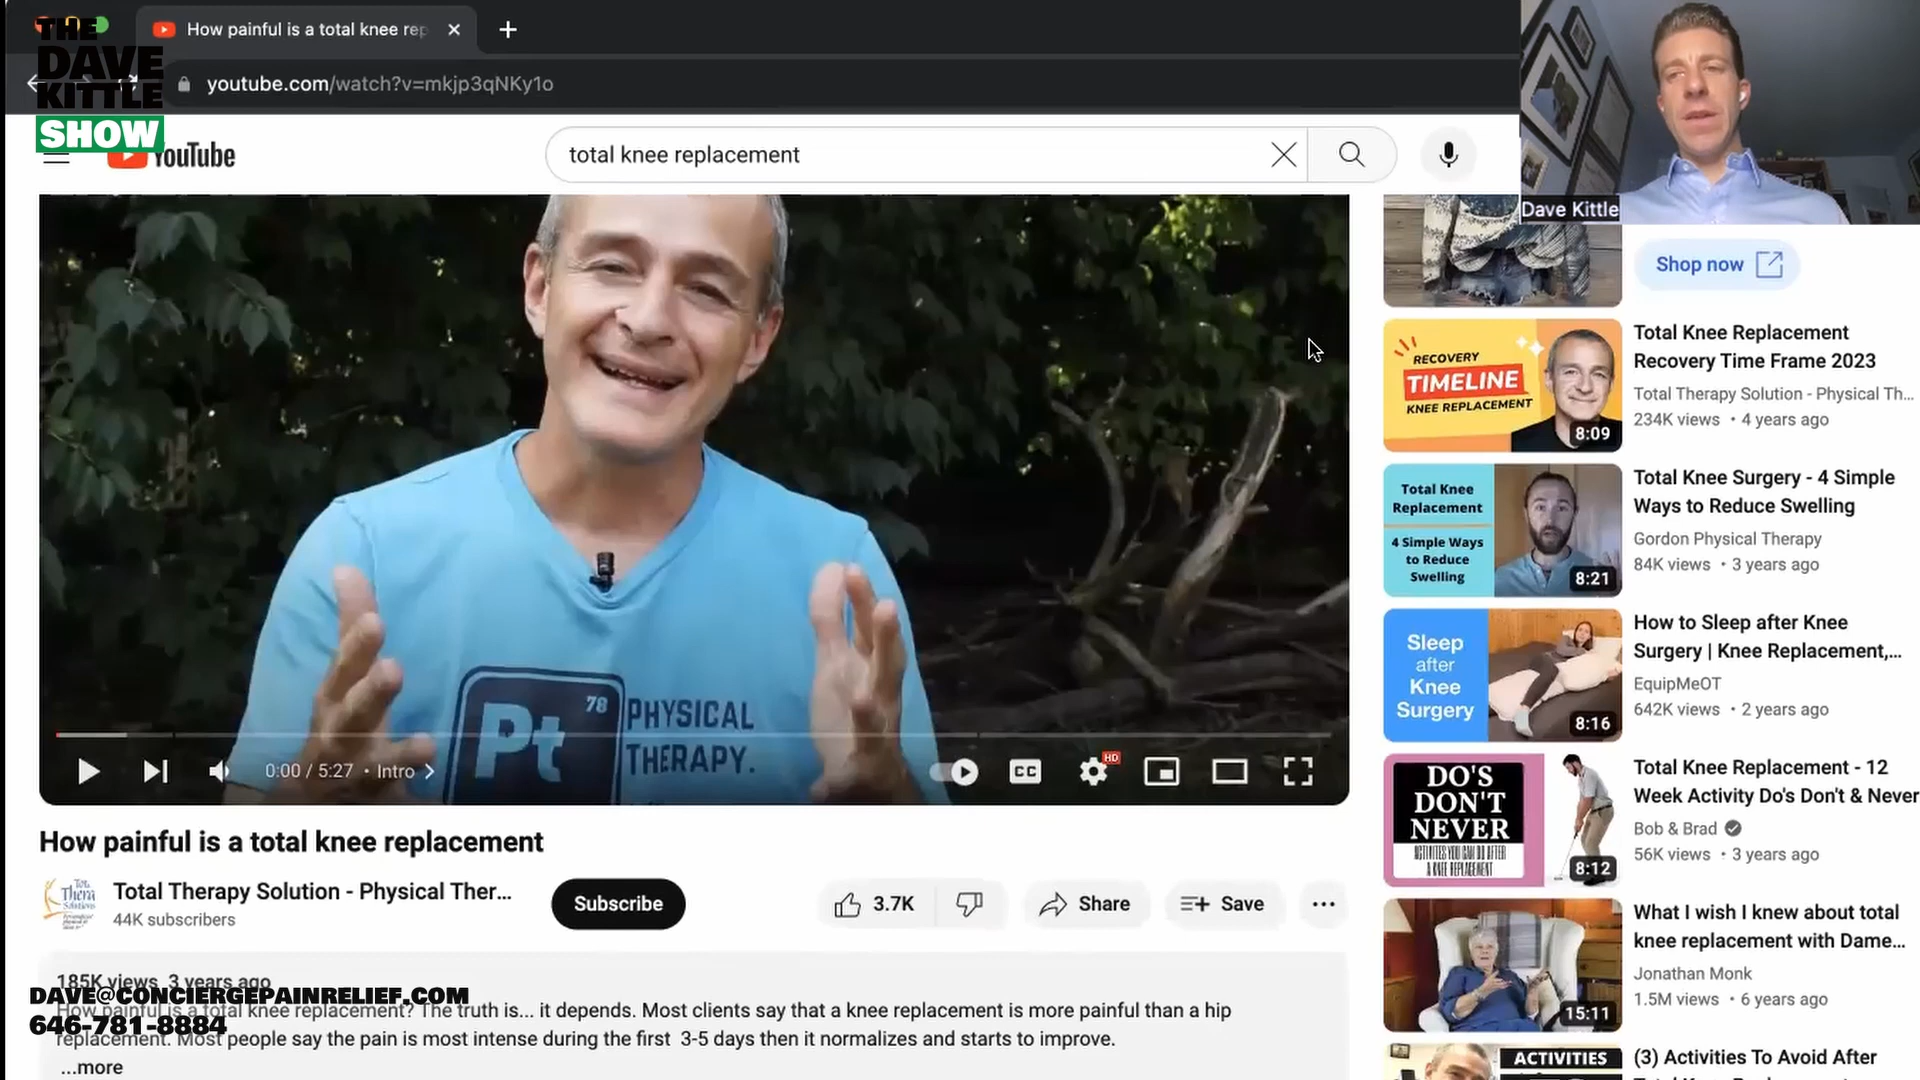 THE
DAVE
KITTLE
SHOW
How painful is a total knee rep
youtube.com/watch?v=mkjp3qNKy1o
YouTube
total knee replacement
Dave Kittle
78
Pt
PHYSICAL
THERAPY.
0:00 / 5:27 • Intro
CC
HD
How painful is a total knee replacement
Total Therapy Solution - Physical Ther...
44K subscribers
Subscribe
3.7K
Share
Save
185K views 3 years ago
How painful is a total knee replacement? The truth is... it depends. Most clients say that a knee replacement is more painful than a hip
replacement. Most people say the pain is most intense during the first 3-5 days then it normalizes and starts to improve.
...more
DAVE@CONCIERGEPAINRELIEF.COM
646-781-8884
Shop now
RECOVERY
TIMELINE
KNEE REPLACEMENT
8:09
Total Knee Replacement
Recovery Time Frame 2023
Total Therapy Solution - Physical Th...
234K views • 4 years ago
Total Knee
Replacement
4 Simple Ways
to Reduce
Swelling
8:21
Total Knee Surgery - 4 Simple
Ways to Reduce Swelling
Gordon Physical Therapy
84K views • 3 years ago
Sleep
after
Knee
Surgery
8:16
How to Sleep after Knee
Surgery | Knee Replacement,...
EquipMeOT
642K views • 2 years ago
DO'S
DON'T
NEVER
ACTIVITIES YOU CAN DO AFTER
A KNEE REPLACEMENT
8:12
Total Knee Replacement - 12
Week Activity Do's Don't & Never
Bob & Brad
56K views • 3 years ago
15:11
What I wish I knew about total
knee replacement with Dame...
Jonathan Monk
1.5M views • 6 years ago
ACTIVITIES
(3) Activities To Avoid After